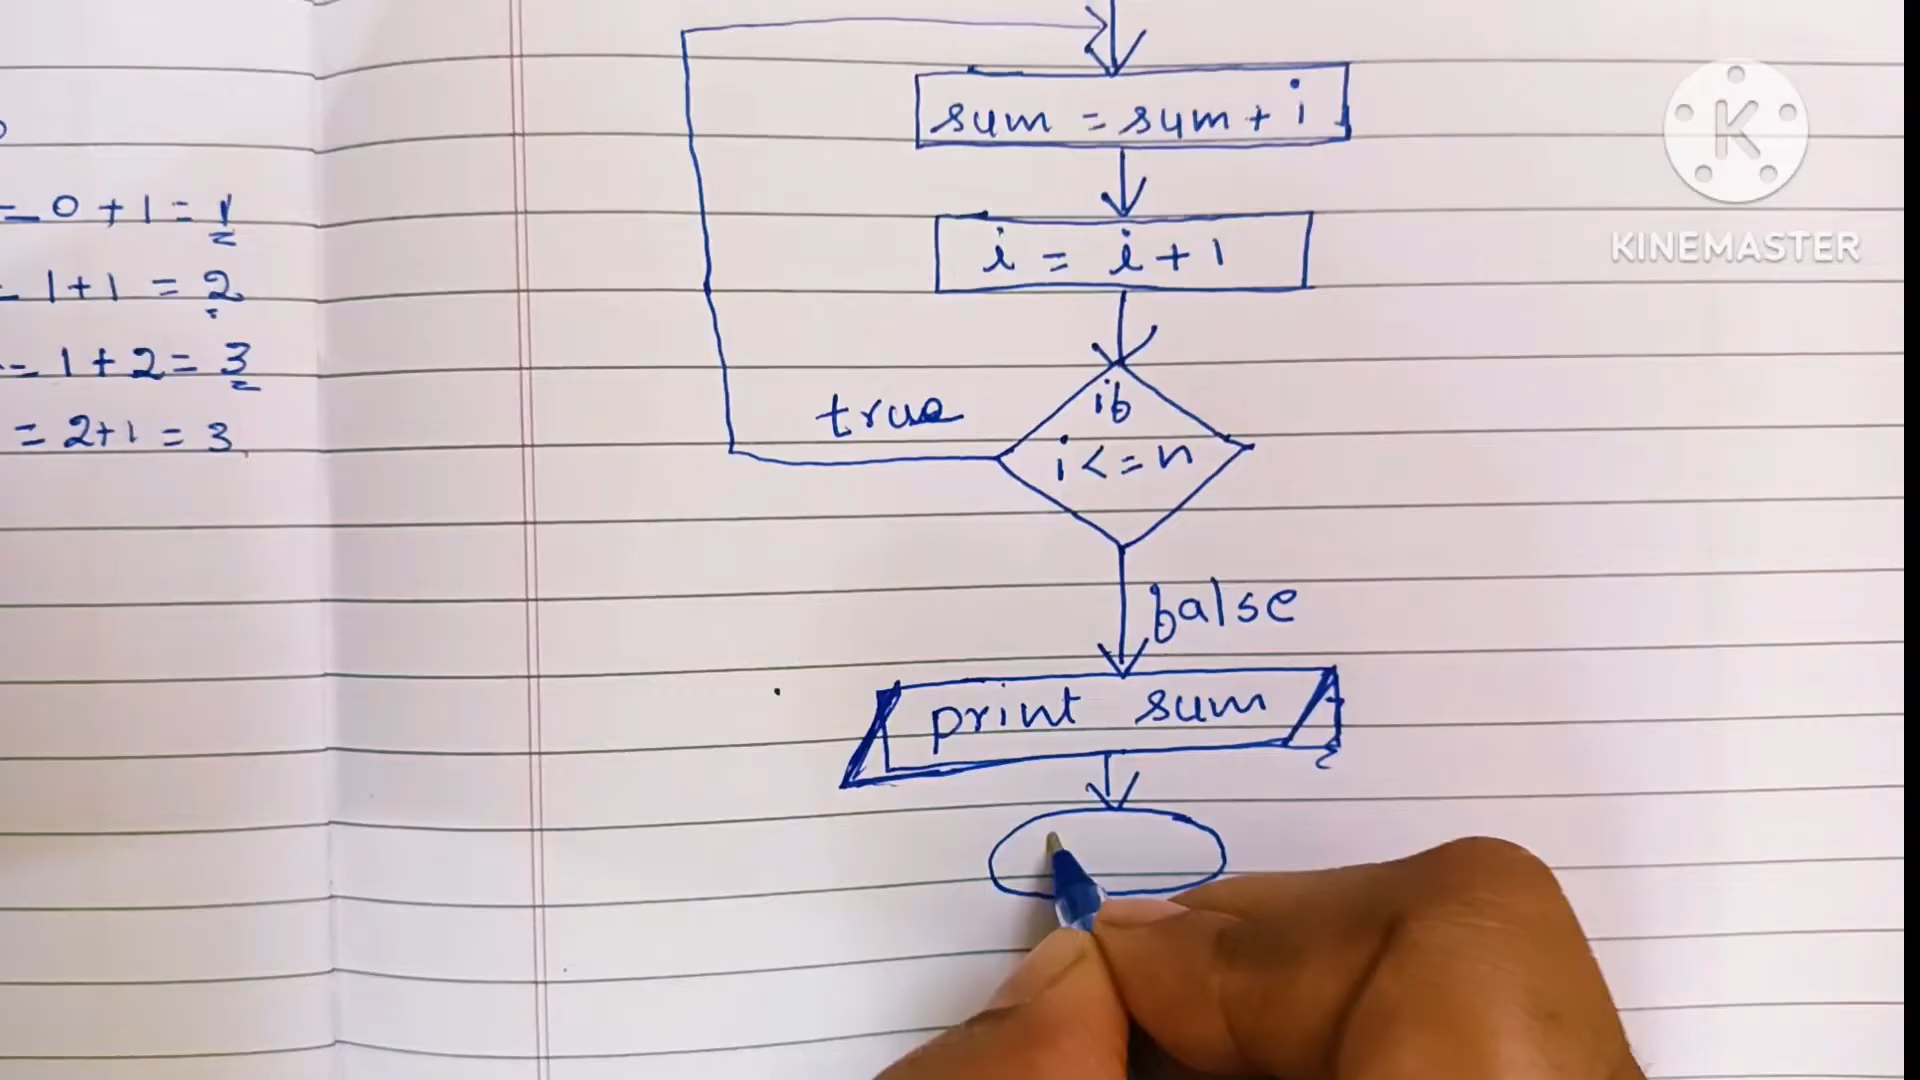 = 0 + 1 = 1
= 1 + 1 = 2
= 1 + 2 = 3
= 2 + 1 = 3
sum = sum + i
i = i + 1
if
i <= n
true
false
print sum
K
KINEMASTER